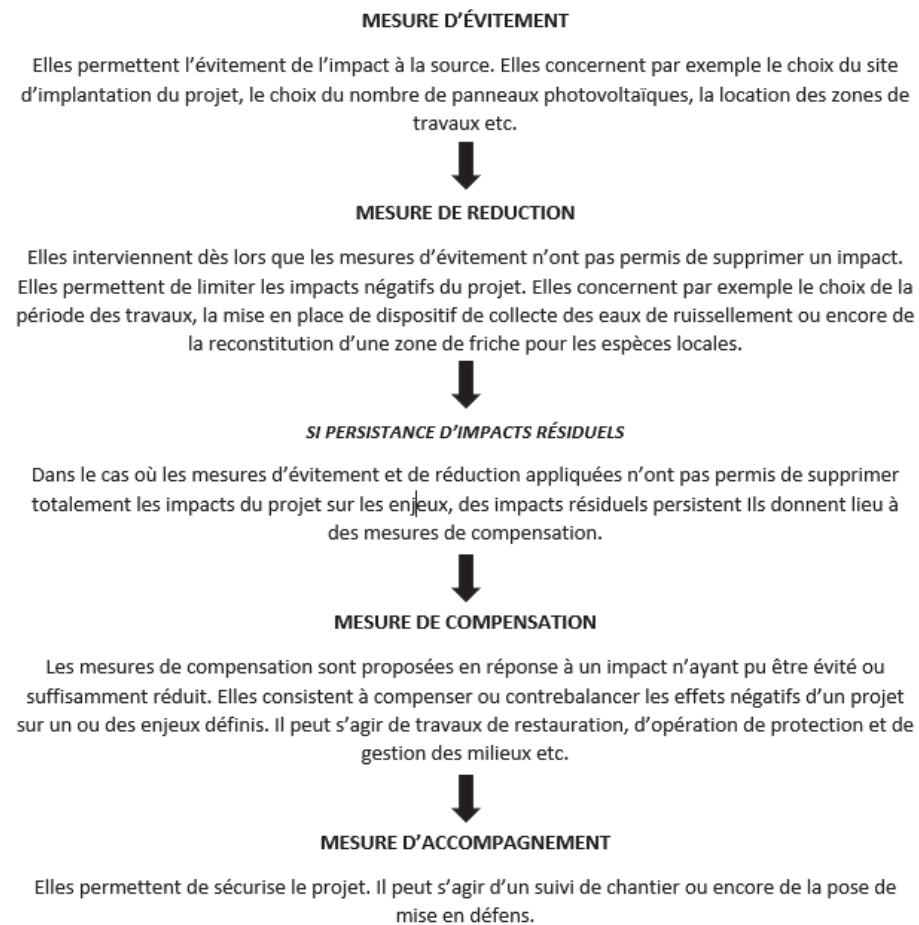 MESURE D’ÉVITEMENT
Elles permettent l’évitement de l’impact à la source. Elles concernent par exemple le choix du site
d’implantation du projet, le choix du nombre de panneaux photovoltaïques, la location des zones de
travaux etc.
MESURE DE REDUCTION
Elles interviennent dès lors que les mesures d’évitement n’ont pas permis de supprimer un impact.
Elles permettent de limiter les impacts négatifs du projet. Elles concernent par exemple le choix de la
période des travaux, la mise en place de dispositif de collecte des eaux de ruissellement ou encore de
la reconstitution d’une zone de friche pour les espèces locales.
SI PERSISTANCE D’IMPACTS RÉSIDUELS
Dans le cas où les mesures d’évitement et de réduction appliquées n’ont pas permis de supprimer
totalement les impacts du projet sur les enjeux, des impacts résiduels persistent Ils donnent lieu à
des mesures de compensation.
MESURE DE COMPENSATION
Les mesures de compensation sont proposées en réponse à un impact n’ayant pu être évité ou
suffisamment réduit. Elles consistent à compenser ou contrebalancer les effets négatifs d’un projet
sur un ou des enjeux définis. Il peut s’agir de travaux de restauration, d’opération de protection et de
gestion des milieux etc.
MESURE D’ACCOMPAGNEMENT
Elles permettent de sécurise le projet. Il peut s’agir d’un suivi de chantier ou encore de la pose de
mise en défens.